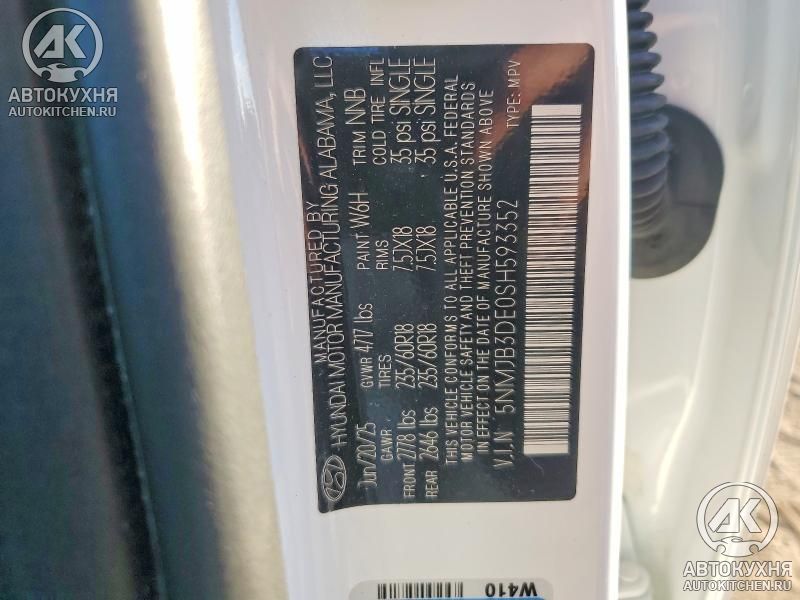 АВТОКУХНЯ
AUTOKITCHEN.RU
MANUFACTURED BY
HYUNDAI MOTOR MANUFACTURING ALABAMA, LLC
Jun/20/25 GVWR 4777 lbs PAINT W6H TRIM NNB
GAWR TIRES RIMS COLD TIRE INFL
FRONT 2778 lbs 235/60R18 7.5JX18 35 psi SINGLE
REAR 2646 lbs 235/60R18 7.5JX18 35 psi SINGLE
THIS VEHICLE CONFORMS TO ALL APPLICABLE U.S.A. FEDERAL
MOTOR VEHICLE SAFETY AND THEFT PREVENTION STANDARDS
IN EFFECT ON THE DATE OF MANUFACTURE SHOWN ABOVE
V.I.N 5NMJB3DE0SH593352 TYPE: MPV
W410
АВТОКУХНЯ
AUTOKITCHEN.RU